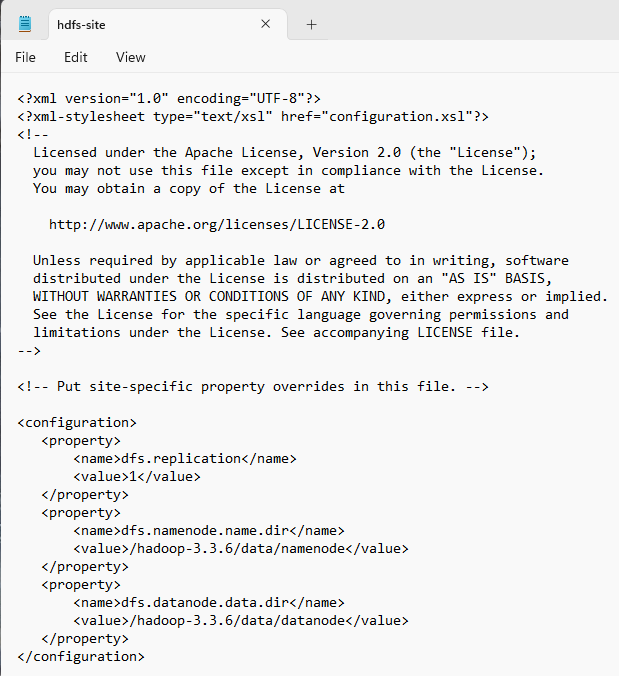 hdfs-site
File Edit View
<?xml version="1.0" encoding="UTF-8"?>
<?xml-stylesheet type="text/xsl" href="configuration.xsl"?>
<!--
  Licensed under the Apache License, Version 2.0 (the "License");
  you may not use this file except in compliance with the License.
  You may obtain a copy of the License at

    http://www.apache.org/licenses/LICENSE-2.0

  Unless required by applicable law or agreed to in writing, software
  distributed under the License is distributed on an "AS IS" BASIS,
  WITHOUT WARRANTIES OR CONDITIONS OF ANY KIND, either express or implied.
  See the License for the specific language governing permissions and
  limitations under the License. See accompanying LICENSE file.
-->

<!-- Put site-specific property overrides in this file. -->

<configuration>
   <property>
       <name>dfs.replication</name>
       <value>1</value>
   </property>
   <property>
       <name>dfs.namenode.name.dir</name>
       <value>/hadoop-3.3.6/data/namenode</value>
   </property>
   <property>
       <name>dfs.datanode.data.dir</name>
       <value>/hadoop-3.3.6/data/datanode</value>
   </property>
</configuration>